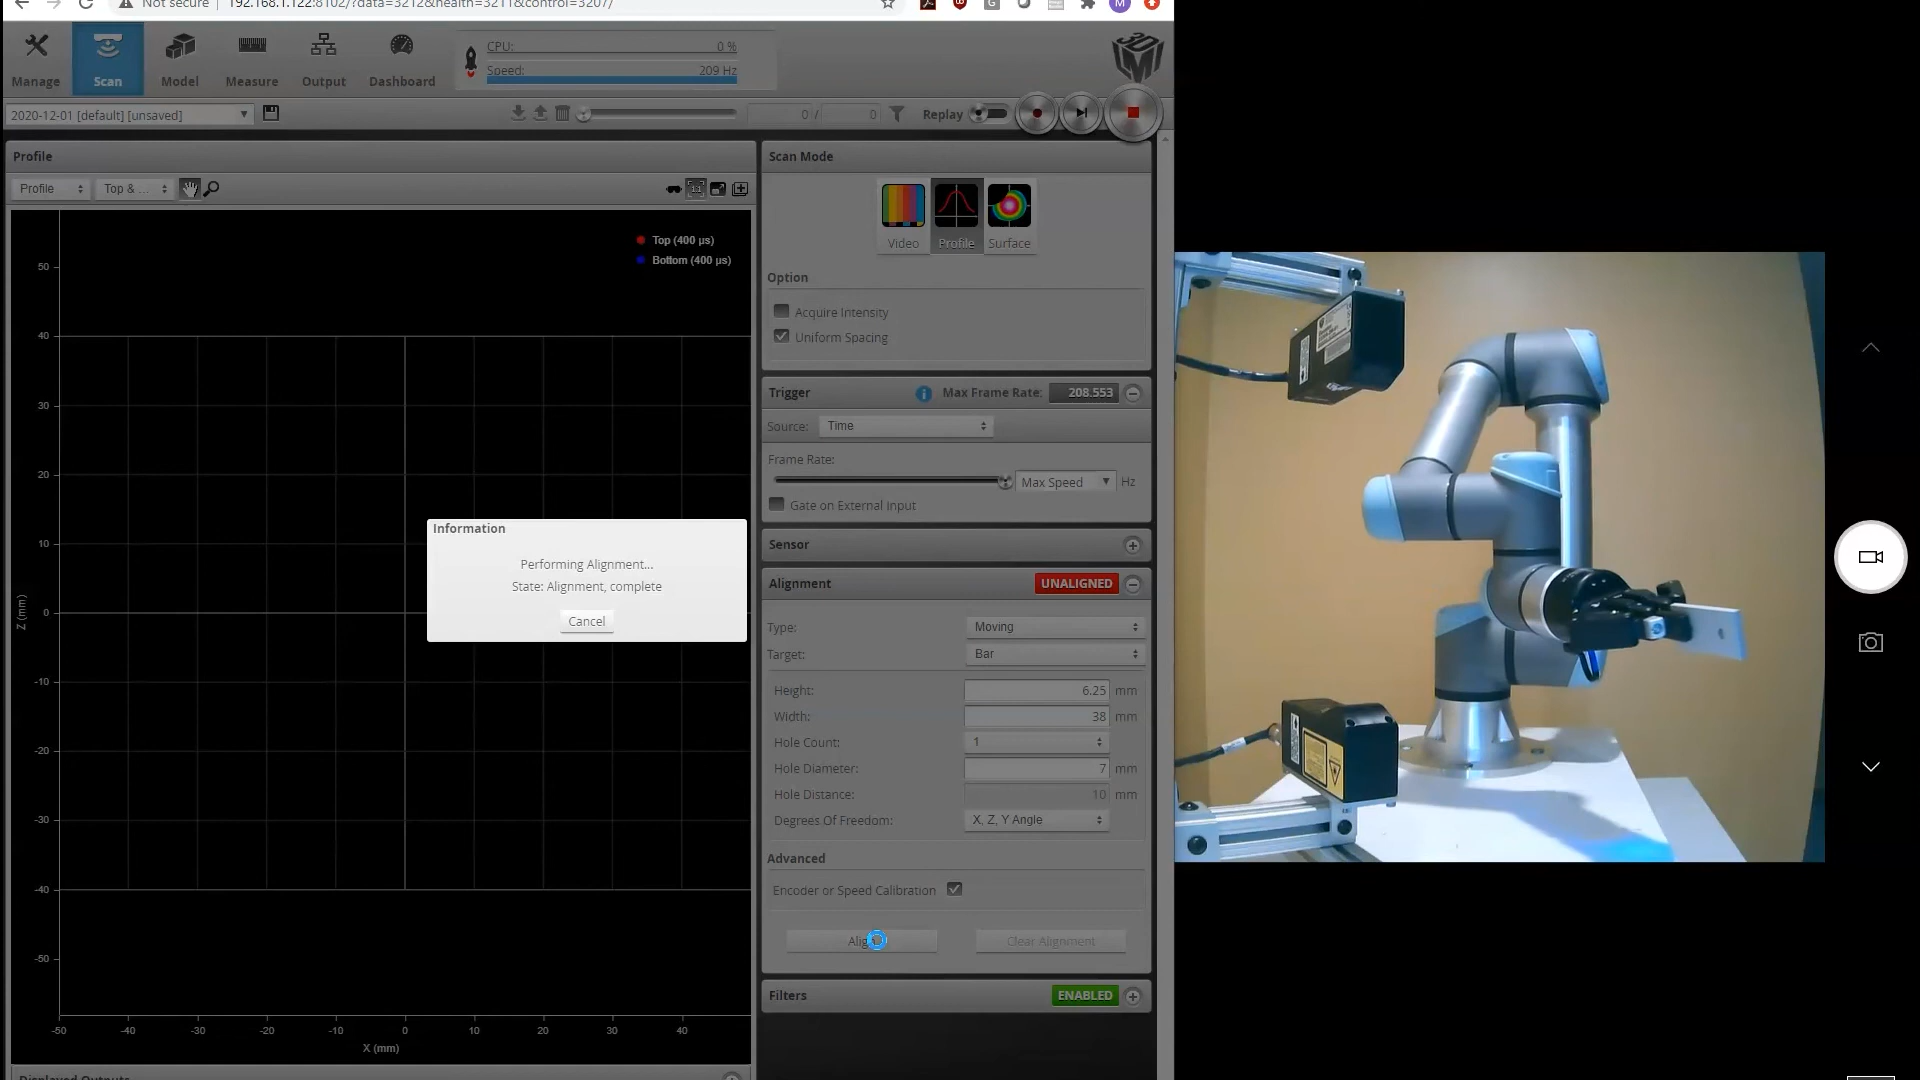 Not secure | 192.168.1.122:8102/?data=3212&health=3211&control=3207/
Manage Scan Model Measure Output Dashboard
CPU: 0 %
Speed: 209 Hz
2020-12-01 [default] [unsaved]
0 / 0
Replay
Profile
Profile Top & ...
Top (400 µs)
Bottom (400 µs)
50
40
30
20
10
0
-10
-20
-30
-40
-50
Z (mm)
-50 -40 -30 -20 -10 0 10 20 30 40
X (mm)
Displayed Outputs
Information
Performing Alignment...
State: Alignment, complete
Cancel
Scan Mode
Video Profile Surface
Option
Acquire Intensity
Uniform Spacing
Trigger Max Frame Rate: 208.553
Source: Time
Frame Rate:
Max Speed Hz
Gate on External Input
Sensor
Alignment UNALIGNED
Type: Moving
Target: Bar
Height: 6.25 mm
Width: 38 mm
Hole Count: 1
Hole Diameter: 7 mm
Hole Distance: 10 mm
Degrees Of Freedom: X, Z, Y Angle
Advanced
Encoder or Speed Calibration
Clear Alignment
Filters ENABLED